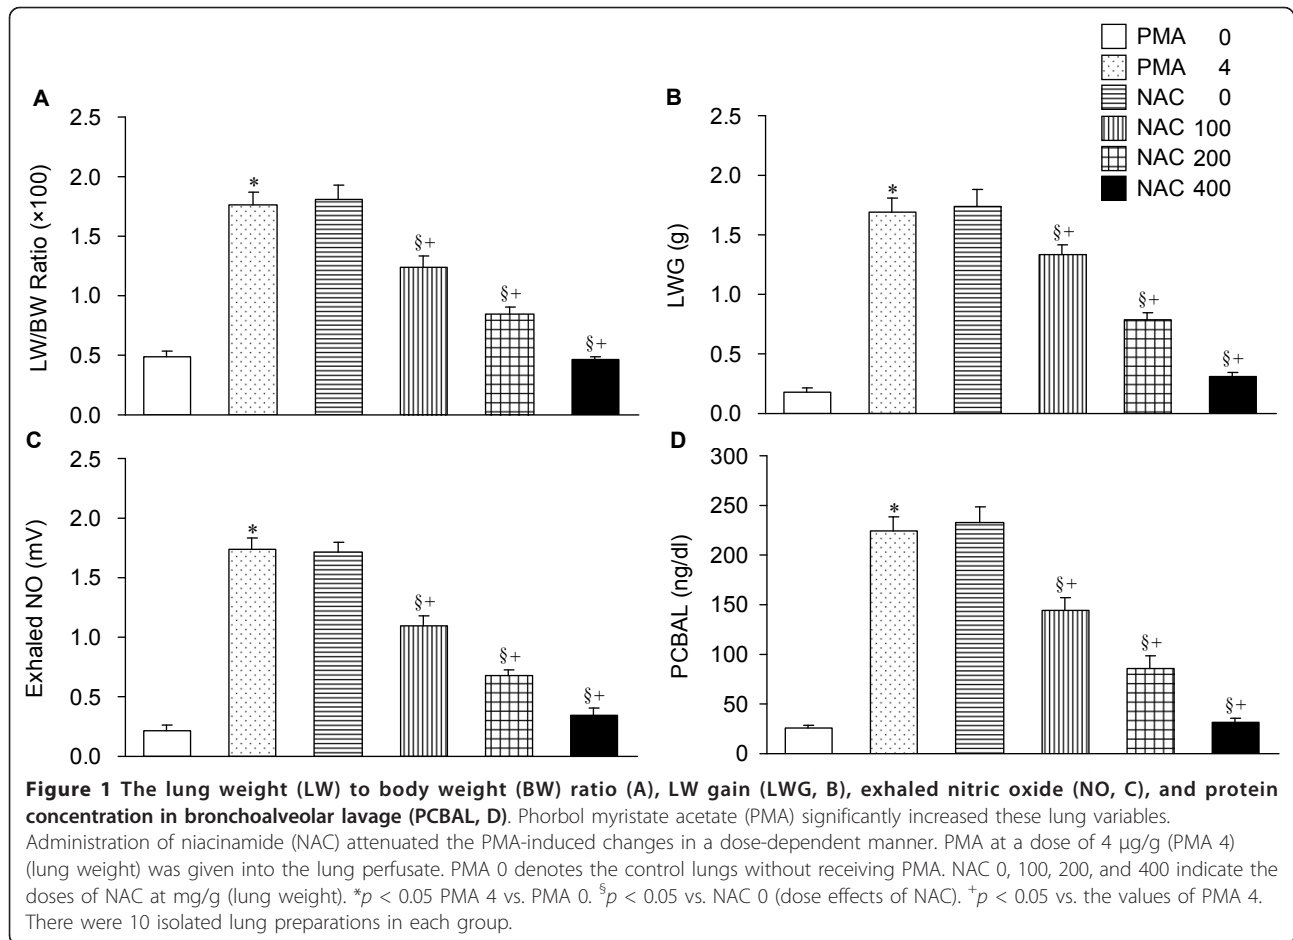 PMA 0
PMA 4
NAC 0
NAC 100
NAC 200
NAC 400
A
2.5
2.0
1.5
1.0
0.5
0.0
LW/BW Ratio (×100)
*
§+
§+
§+
B
2.5
2.0
1.5
1.0
0.5
0.0
LWG (g)
*
§+
§+
§+
C
2.5
2.0
1.5
1.0
0.5
0.0
Exhaled NO (mV)
*
§+
§+
§+
D
300
250
200
150
100
50
0
PCBAL (ng/dl)
*
§+
§+
§+
Figure 1 The lung weight (LW) to body weight (BW) ratio (A), LW gain (LWG, B), exhaled nitric oxide (NO, C), and protein
concentration in bronchoalveolar lavage (PCBAL, D). Phorbol myristate acetate (PMA) significantly increased these lung variables.
Administration of niacinamide (NAC) attenuated the PMA-induced changes in a dose-dependent manner. PMA at a dose of 4 μg/g (PMA 4)
(lung weight) was given into the lung perfusate. PMA 0 denotes the control lungs without receiving PMA. NAC 0, 100, 200, and 400 indicate the
doses of NAC at mg/g (lung weight). *p < 0.05 PMA 4 vs. PMA 0. §p < 0.05 vs. NAC 0 (dose effects of NAC). +p < 0.05 vs. the values of PMA 4.
There were 10 isolated lung preparations in each group.